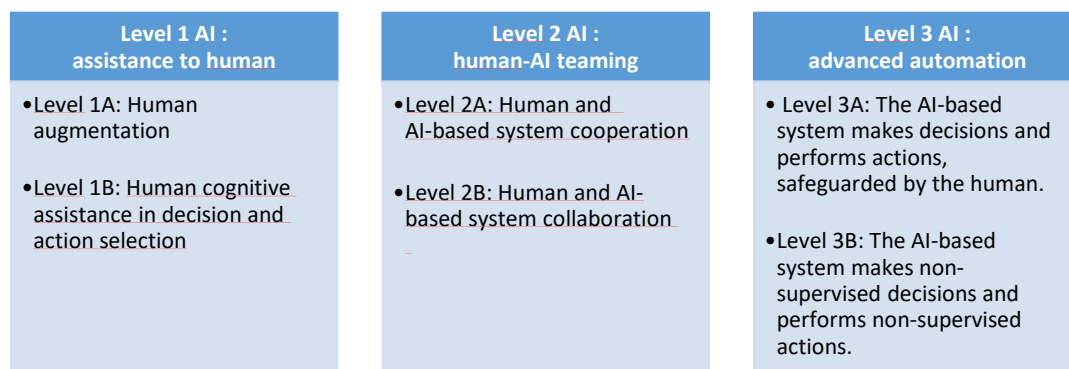 Level 1 AI :
assistance to human
•Level 1A: Human
augmentation
•Level 1B: Human cognitive
assistance in decision and
action selection
Level 2 AI :
human-AI teaming
•Level 2A: Human and
AI-based system cooperation
•Level 2B: Human and AI-
based system collaboration
Level 3 AI :
advanced automation
• Level 3A: The AI-based
system makes decisions and
performs actions,
safeguarded by the human.
•Level 3B: The AI-based
system makes non-
supervised decisions and
performs non-supervised
actions.